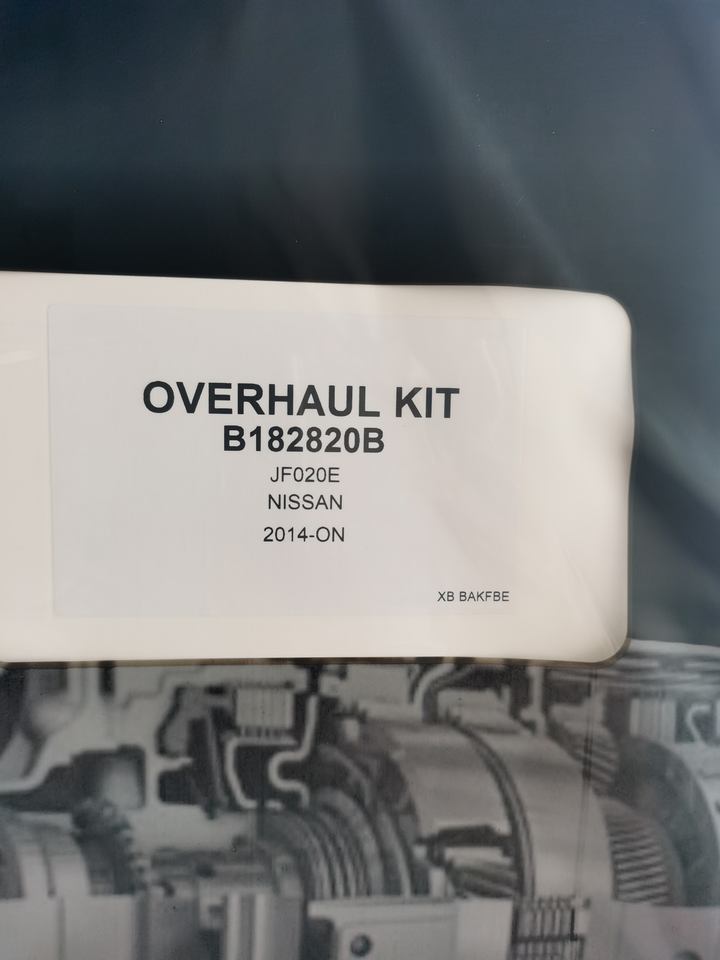 OVERHAUL KIT
B182820B
JF020E
NISSAN
2014-ON
XB BAKFBE